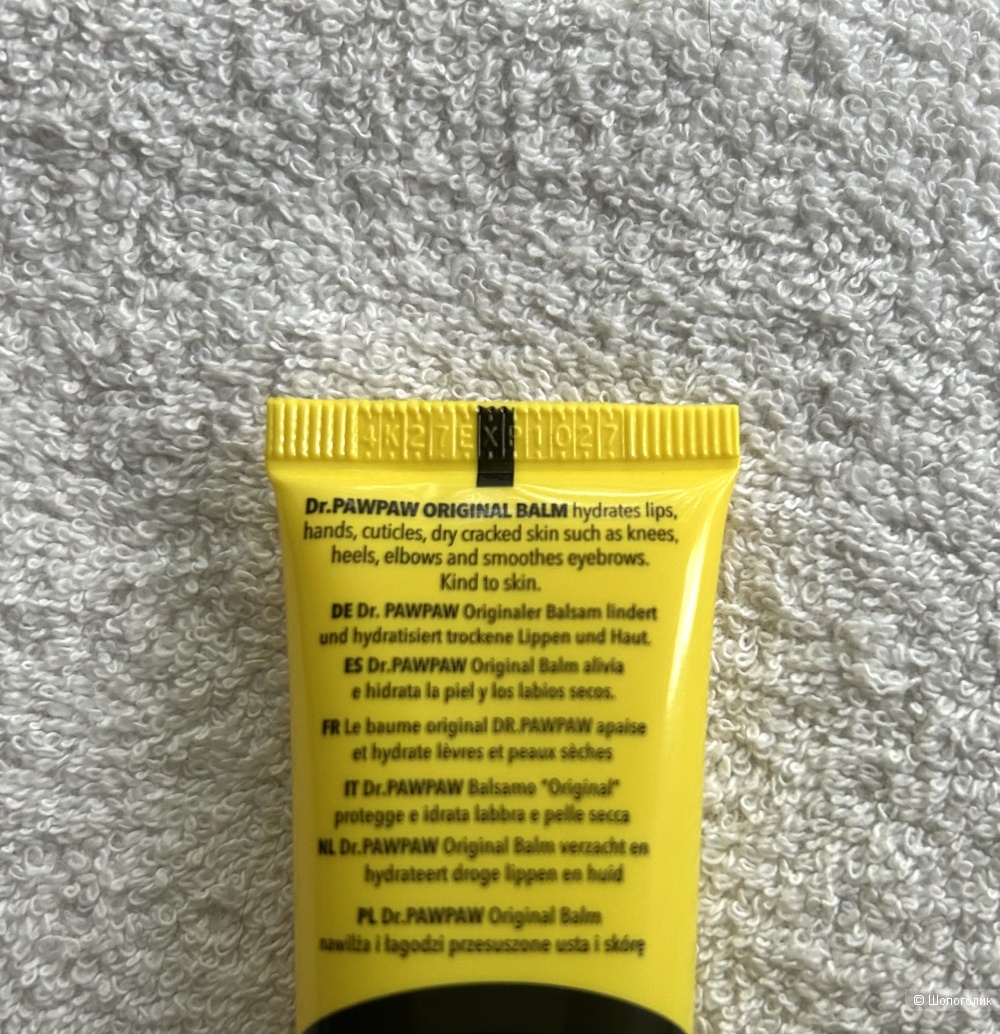 4K27EXP1027
Dr.PAWPAW ORIGINAL BALM hydrates lips,
hands, cuticles, dry cracked skin such as knees,
heels, elbows and smoothes eyebrows.
Kind to skin.
DE Dr. PAWPAW Originaler Balsam lindert
und hydratisiert trockene Lippen und Haut.
ES Dr.PAWPAW Original Balm alivia
e hidrata la piel y los labios secos.
FR Le baume original DR.PAWPAW apaise
et hydrate lèvres et peaux sèches
IT Dr.PAWPAW Balsamo "Original"
protegge e idrata labbra e pelle secca
NL Dr.PAWPAW Original Balm verzacht en
hydrateert droge lippen en huid
PL Dr.PAWPAW Original Balm
nawilża i łagodzi przesuszone usta i skórę
© Шопоголик